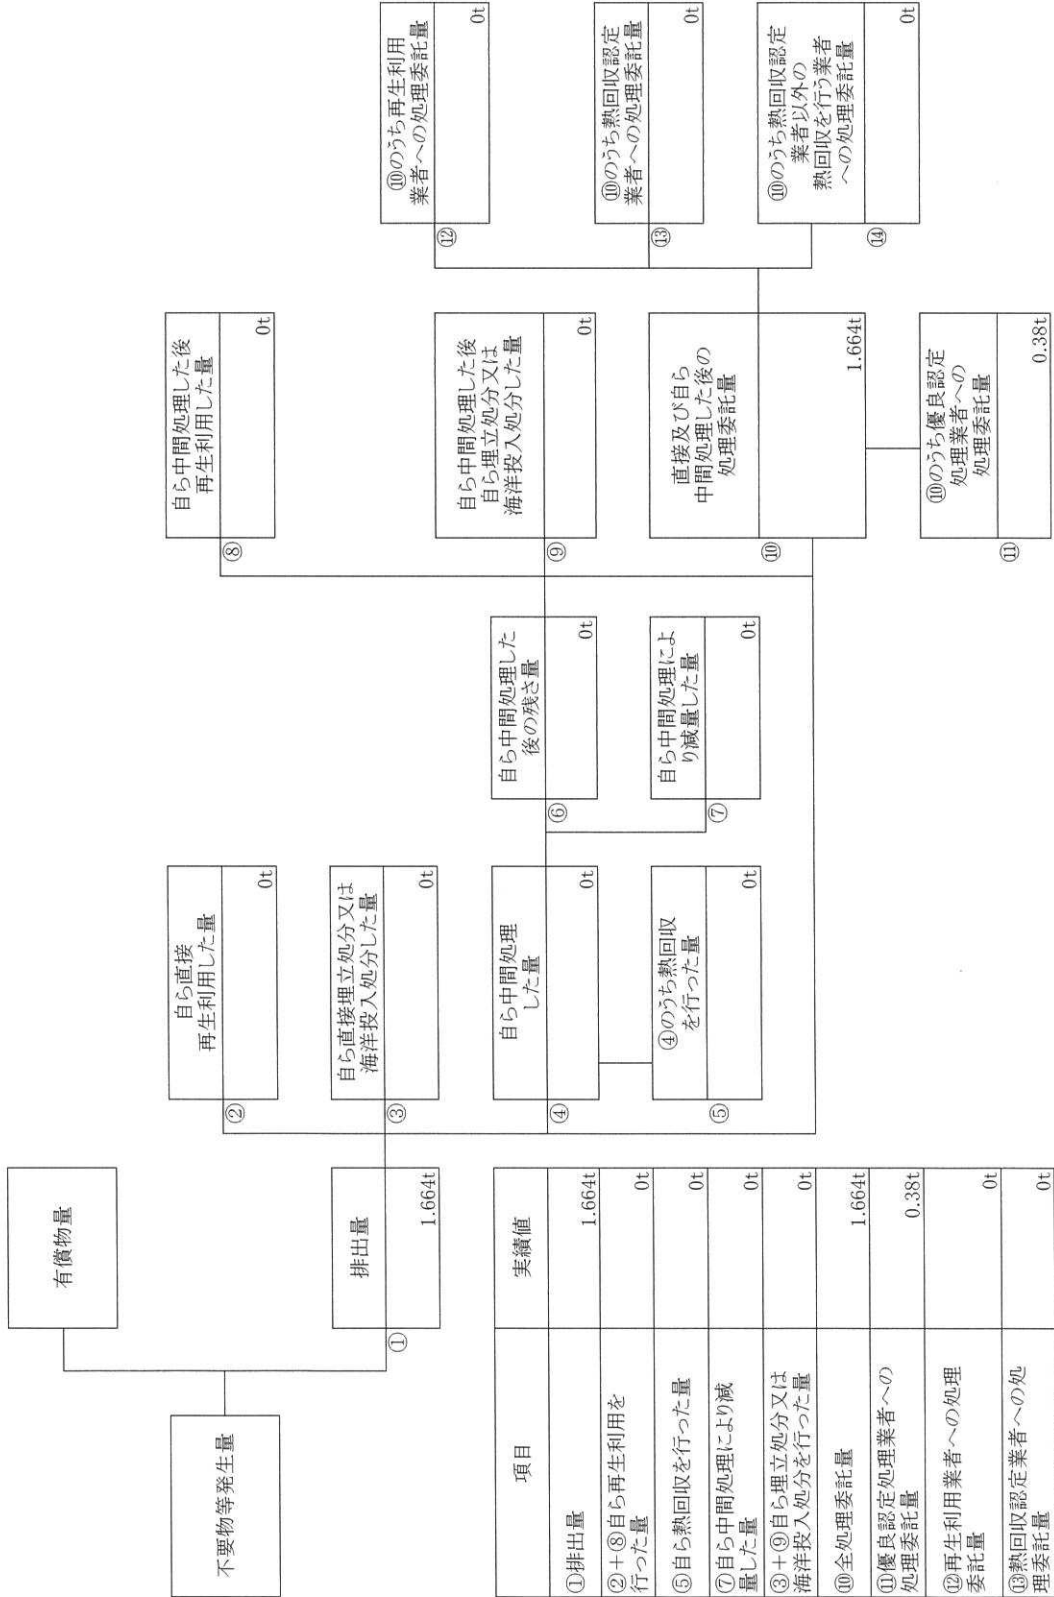 不要物等発生量
有償物量
①
排出量
1.664t
②
自ら直接
再生利用した量
0t
③
自ら直接埋立処分又は
海洋投入処分した量
0t
④
自ら中間処理
した量
0t
⑤
④のうち熱回収
を行った量
0t
⑥
自ら中間処理した
後の残さ量
0t
⑦
自ら中間処理によ
り減量した量
0t
⑧
自ら中間処理した後
再生利用した量
0t
⑨
自ら中間処理した後
自ら埋立処分又は
海洋投入処分した量
0t
⑩
直接及び自ら
中間処理した後の
処理委託量
1.664t
⑪
⑩のうち優良認定
処理業者への
処理委託量
0.38t
⑫
⑩のうち再生利用
業者への処理委託量
0t
⑬
⑩のうち熱回収認定
業者への処理委託量
0t
⑭
⑩のうち熱回収認定
業者以外の
熱回収を行う業者
への処理委託量
0t
項目 実績値
①排出量 1.664t
②+⑧自ら再生利用を
行った量 0t
⑤自ら熱回収を行った量 0t
⑦自ら中間処理により減
量した量 0t
③+⑨自ら埋立処分又は
海洋投入処分を行った量 0t
⑩全処理委託量 1.664t
⑪優良認定処理業者への
処理委託量 0.38t
⑫再生利用業者への処理
委託量 0t
⑬熱回収認定業者への処
理委託量 0t